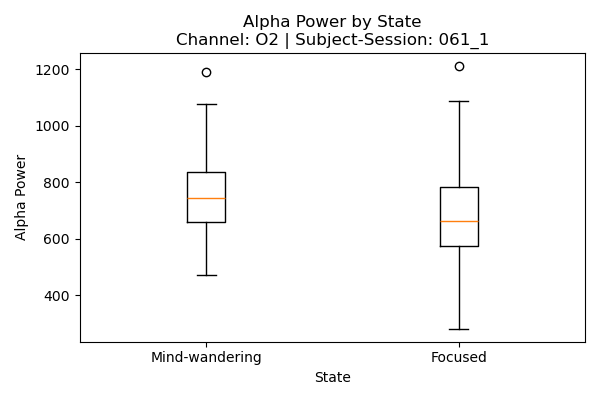 Alpha Power by State
Channel: O2 | Subject-Session: 061_1
1200
1000
800
600
400
Alpha Power
Mind-wandering
Focused
State